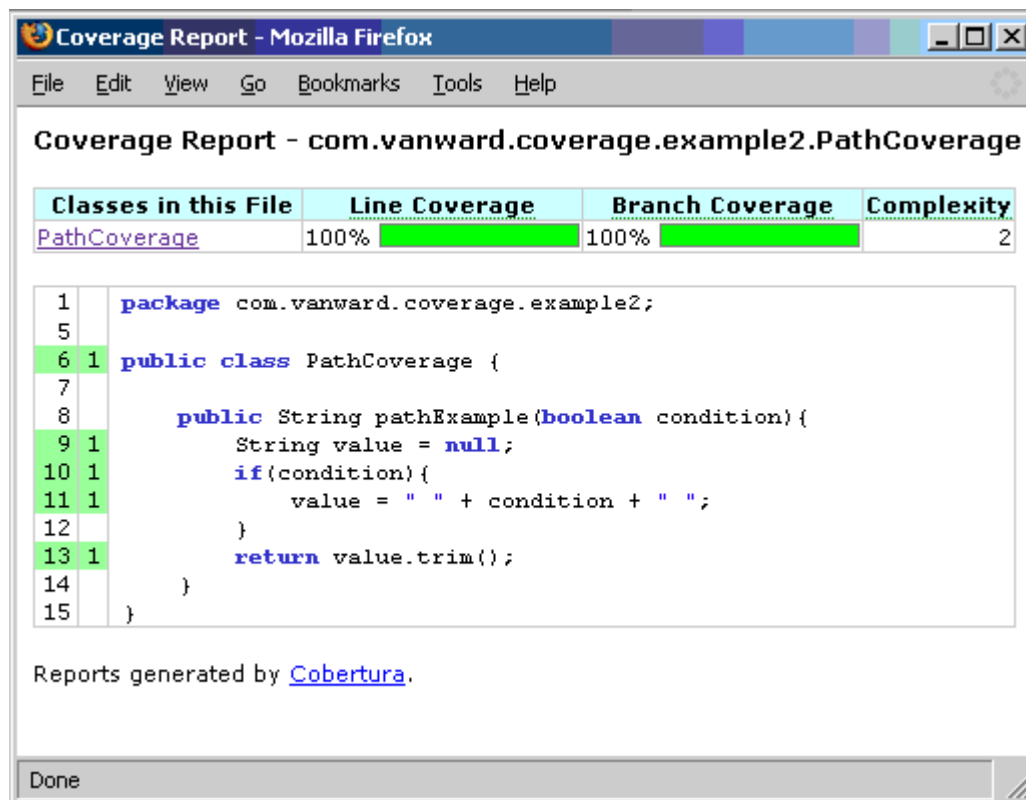 Coverage Report - Mozilla Firefox
File Edit View Go Bookmarks Tools Help
Coverage Report - com.vanward.coverage.example2.PathCoverage
Classes in this File Line Coverage Branch Coverage Complexity
PathCoverage 100% 100% 2
1 package com.vanward.coverage.example2;
5
6 1 public class PathCoverage {
7
8 public String pathExample(boolean condition){
9 1 String value = null;
10 1 if(condition){
11 1 value = " " + condition + " ";
12 }
13 1 return value.trim();
14 }
15 }
Reports generated by Cobertura.
Done